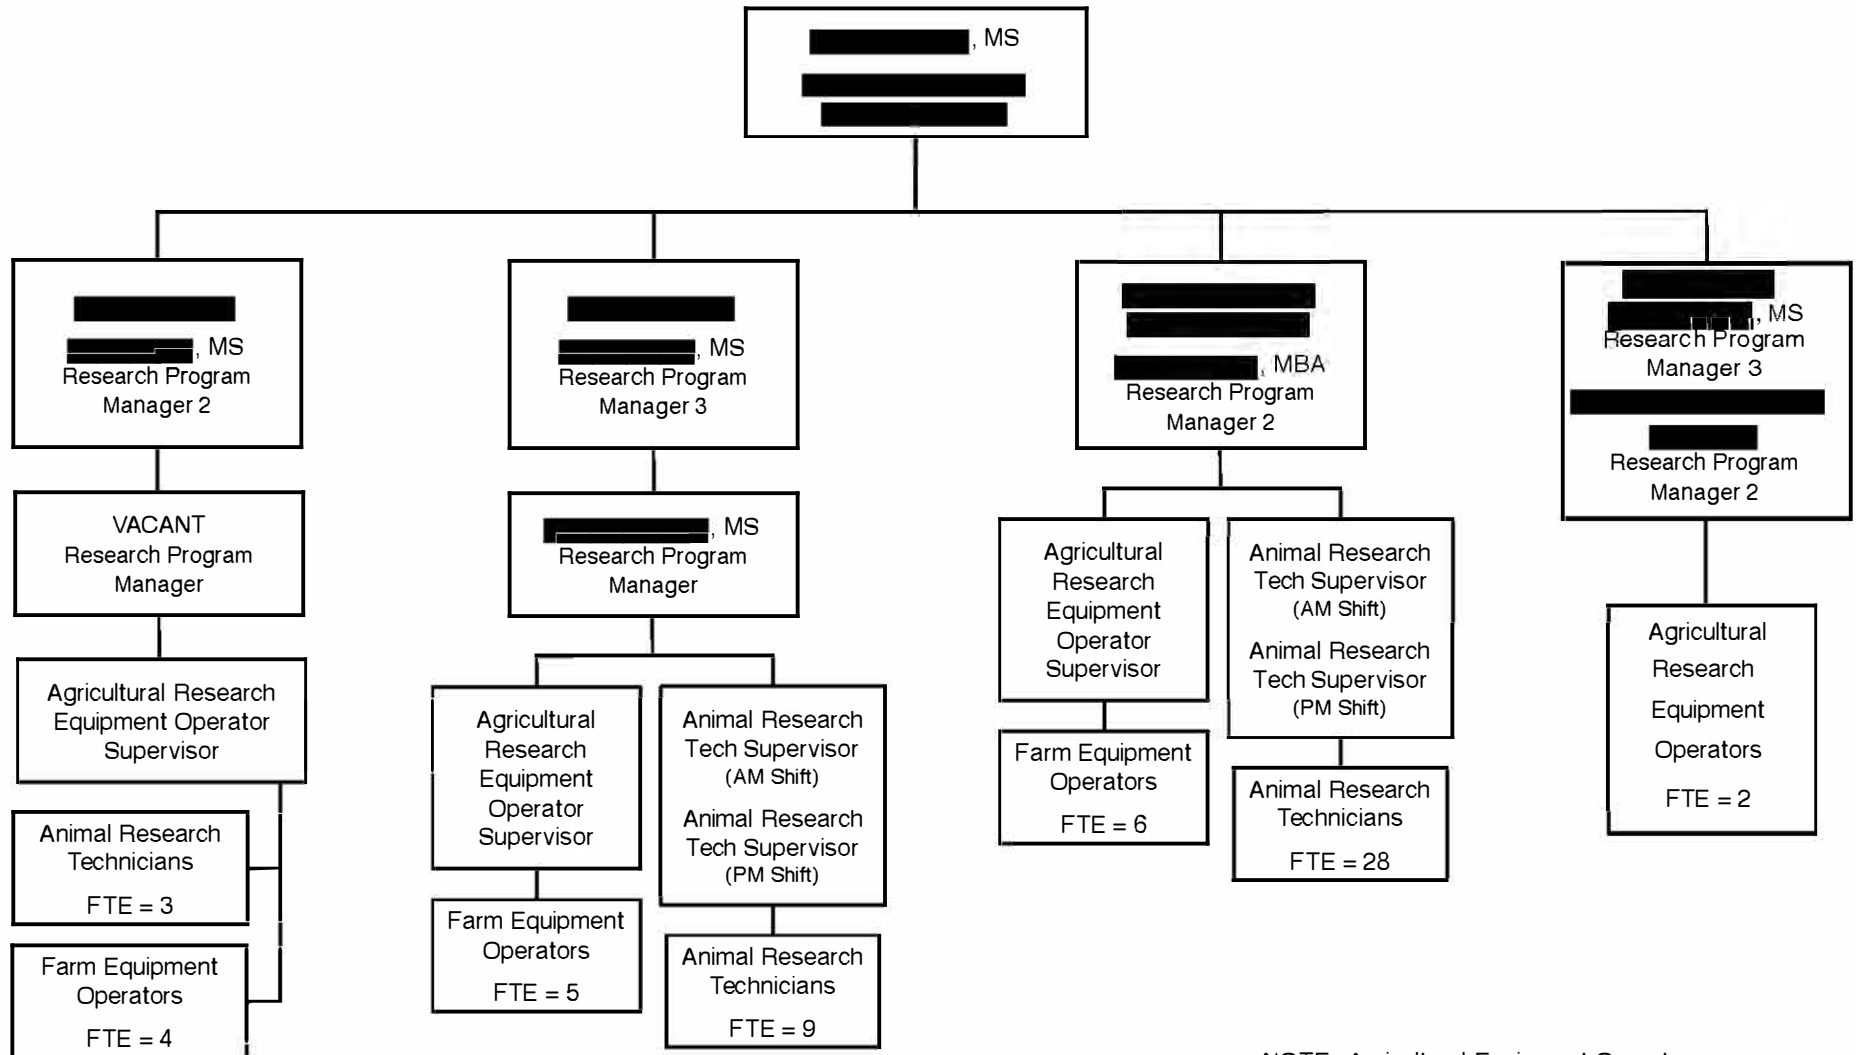 , MS
, MS
Research Program
Manager 2
VACANT
Research Program
Manager
Agricultural Research
Equipment Operator
Supervisor
Animal Research
Technicians
FTE = 3
Farm Equipment
Operators
FTE = 4
, MS
Research Program
Manager 3
, MS
Research Program
Manager
Agricultural
Research
Equipment
Operator
Supervisor
Farm Equipment
Operators
FTE = 5
Animal Research
Tech Supervisor
(AM Shift)
Animal Research
Tech Supervisor
(PM Shift)
Animal Research
Technicians
FTE = 9
, MBA
Research Program
Manager 2
Agricultural
Research
Equipment
Operator
Supervisor
Farm Equipment
Operators
FTE = 6
Animal Research
Tech Supervisor
(AM Shift)
Animal Research
Tech Supervisor
(PM Shift)
Animal Research
Technicians
FTE = 28
, MS
Research Program
Manager 3
Research Program
Manager 2
Agricultural
Research
Equipment
Operators
FTE = 2